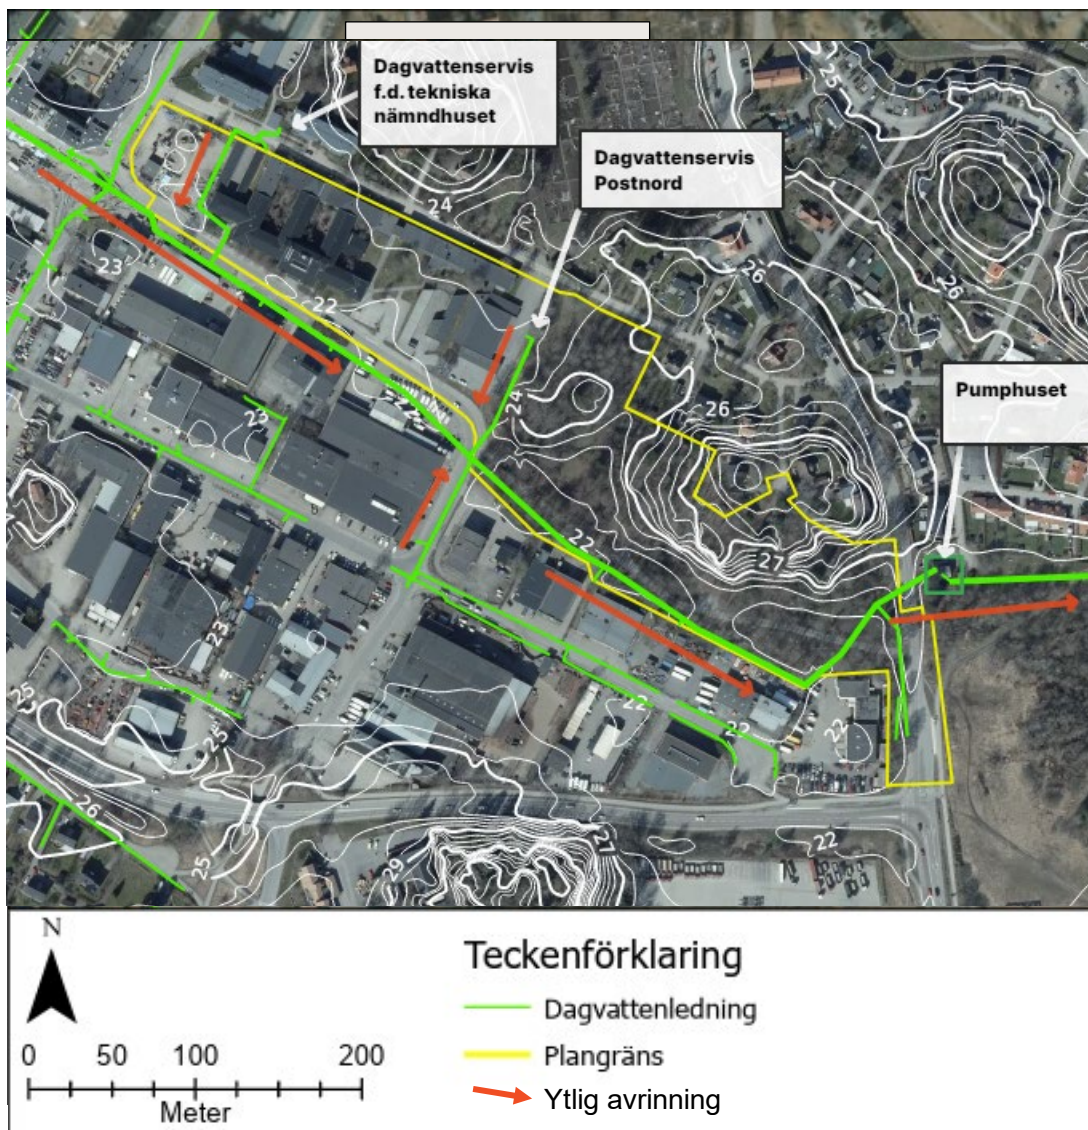 Dagvattenservis
f.d. tekniska
nämndhuset
Dagvattenservis
Postnord
Pumphuset
25
24
26
26
23
22
24
23
26
22
27
23
22
22
22
25
25
26
25
29
27
22
N
0 50 100 200
Meter
Teckenförklaring
Dagvattenledning
Plangräns
Ytlig avrinning